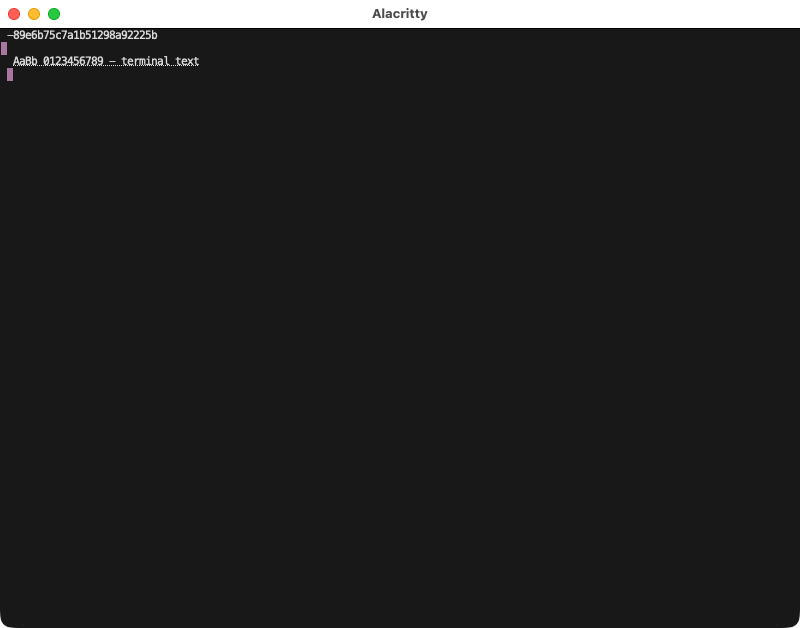 Alacritty
—89e6b75c7a1b51298a92225b
AaBb 0123456789 — terminal text